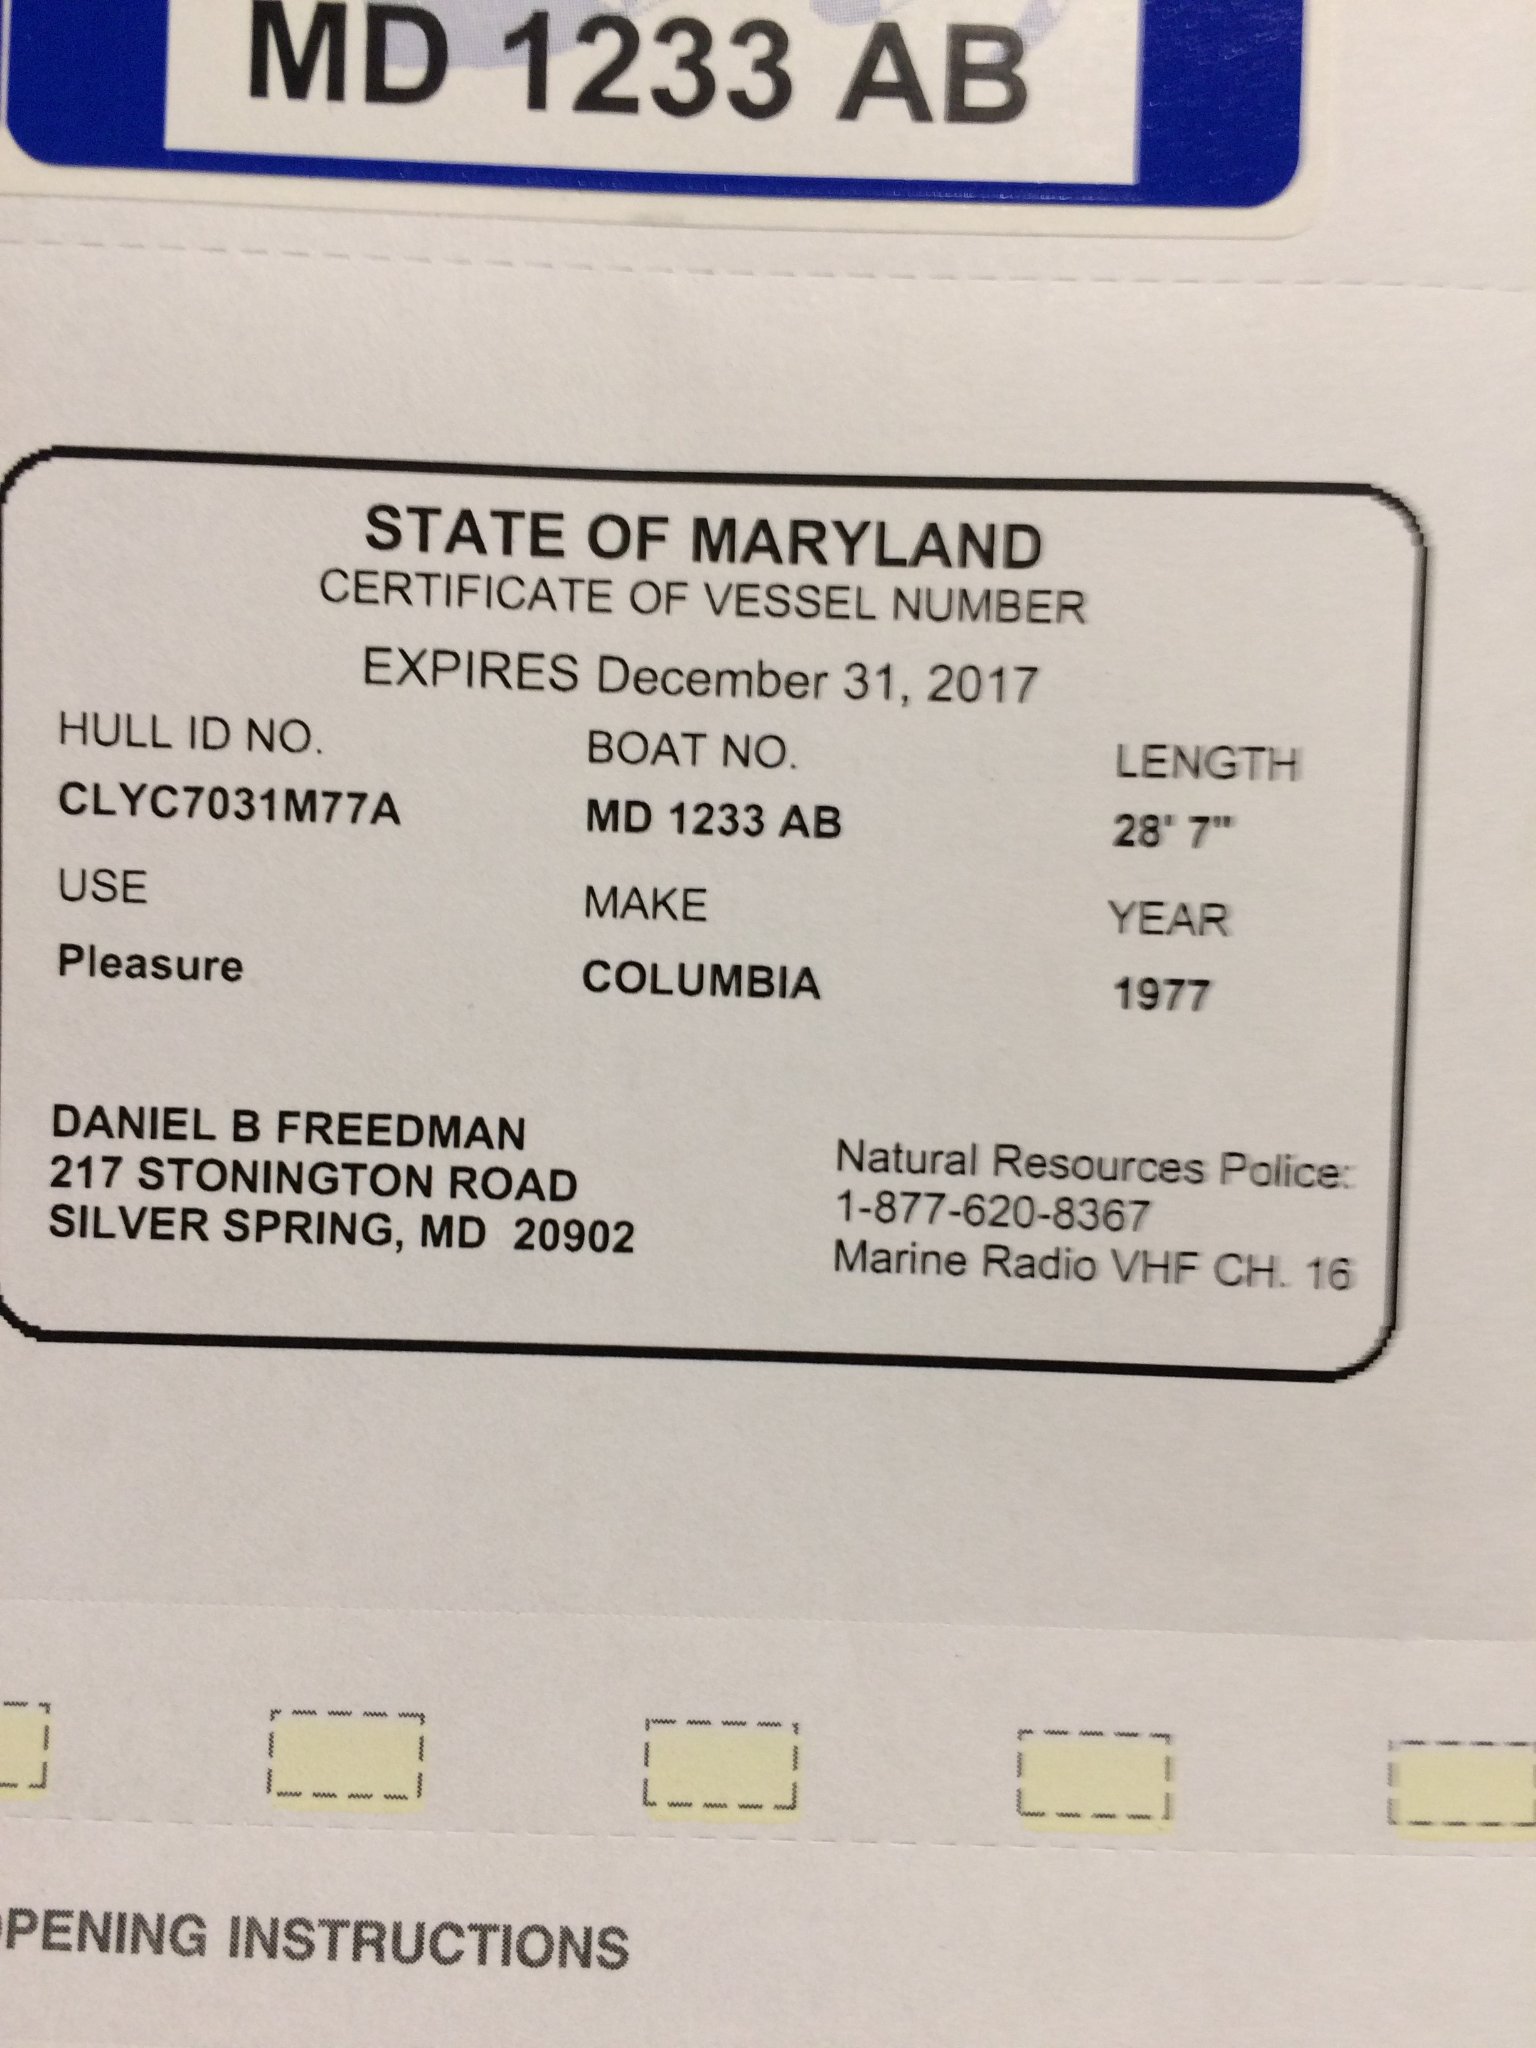 MD 1233 AB
STATE OF MARYLAND
CERTIFICATE OF VESSEL NUMBER
EXPIRES December 31, 2017
HULL ID NO. BOAT NO. LENGTH
CLYC7031M77A MD 1233 AB 28' 7"
USE MAKE YEAR
Pleasure COLUMBIA 1977
DANIEL B FREEDMAN
217 STONINGTON ROAD
SILVER SPRING, MD 20902
Natural Resources Police:
1-877-620-8367
Marine Radio VHF CH. 16
OPENING INSTRUCTIONS